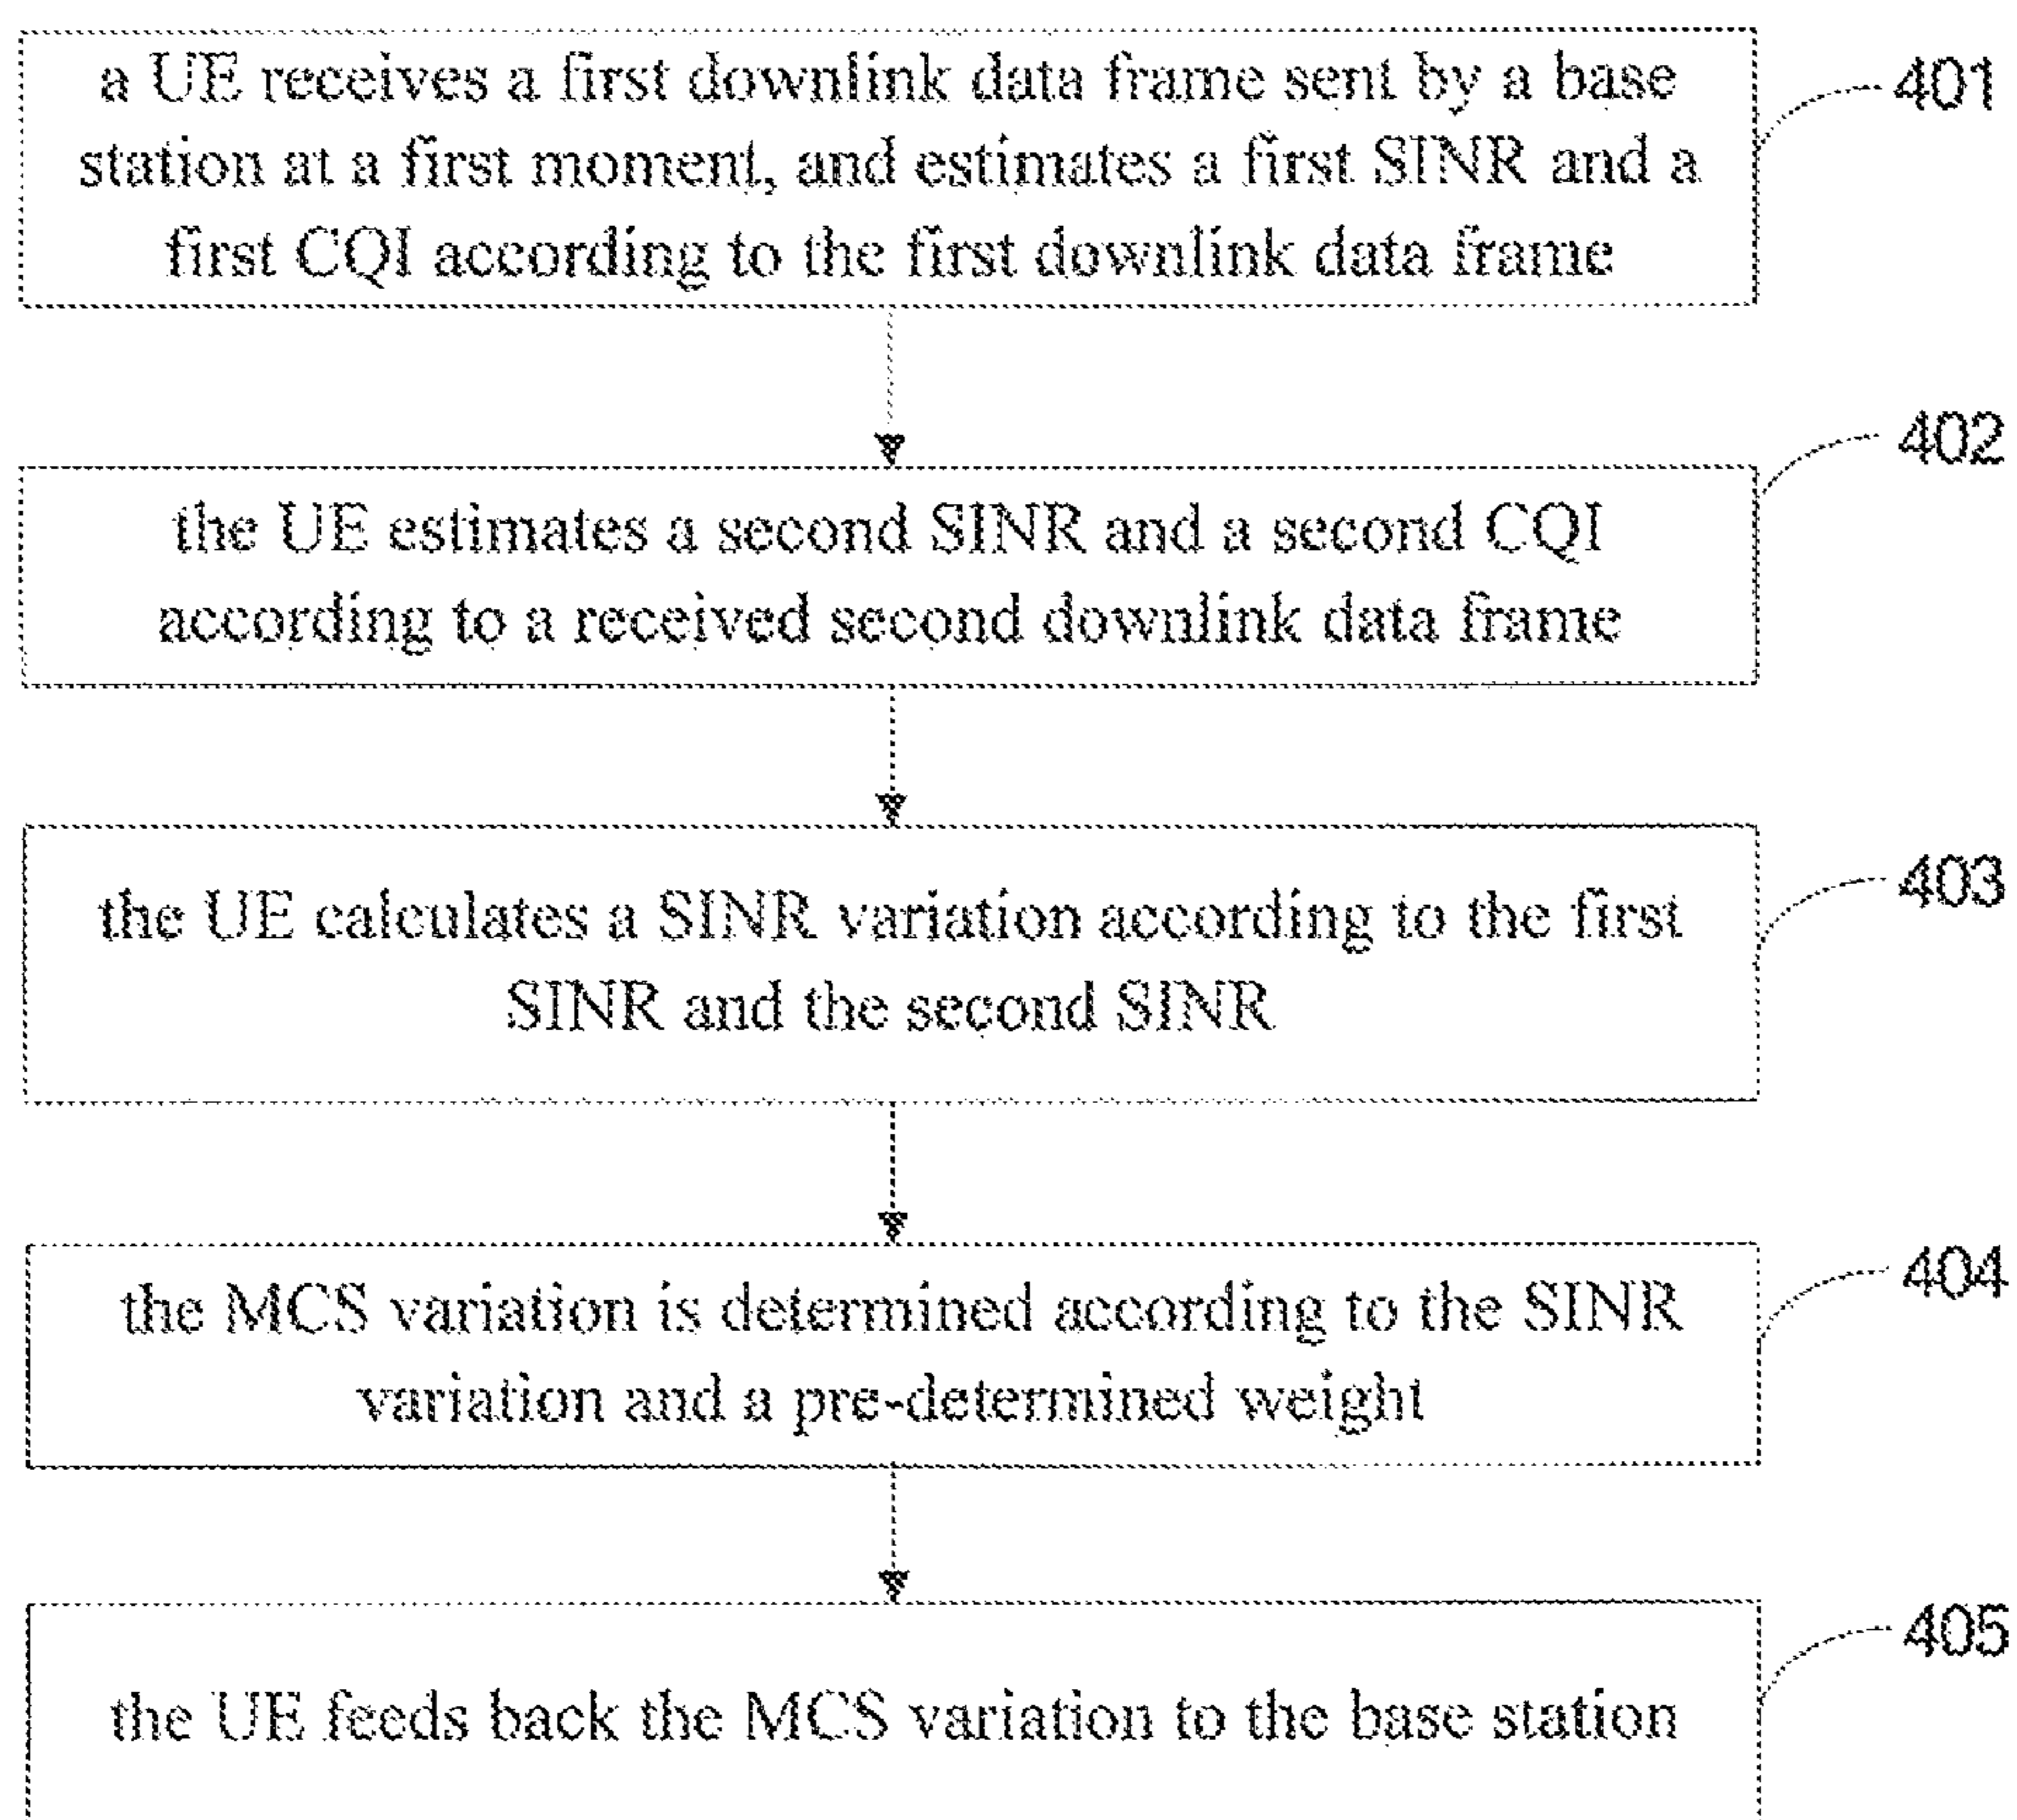 a UE receives a first downlink data frame sent by a base
station at a first moment, and estimates a first SINR and a
first CQI according to the first downlink data frame
401
the UE estimates a second SINR and a second CQI
according to a received second downlink data frame
402
the UE calculates a SINR variation according to the first
SINR and the second SINR
403
the MCS variation is determined according to the SINR
variation and a pre-determined weight
404
the UE feeds back the MCS variation to the base station
405